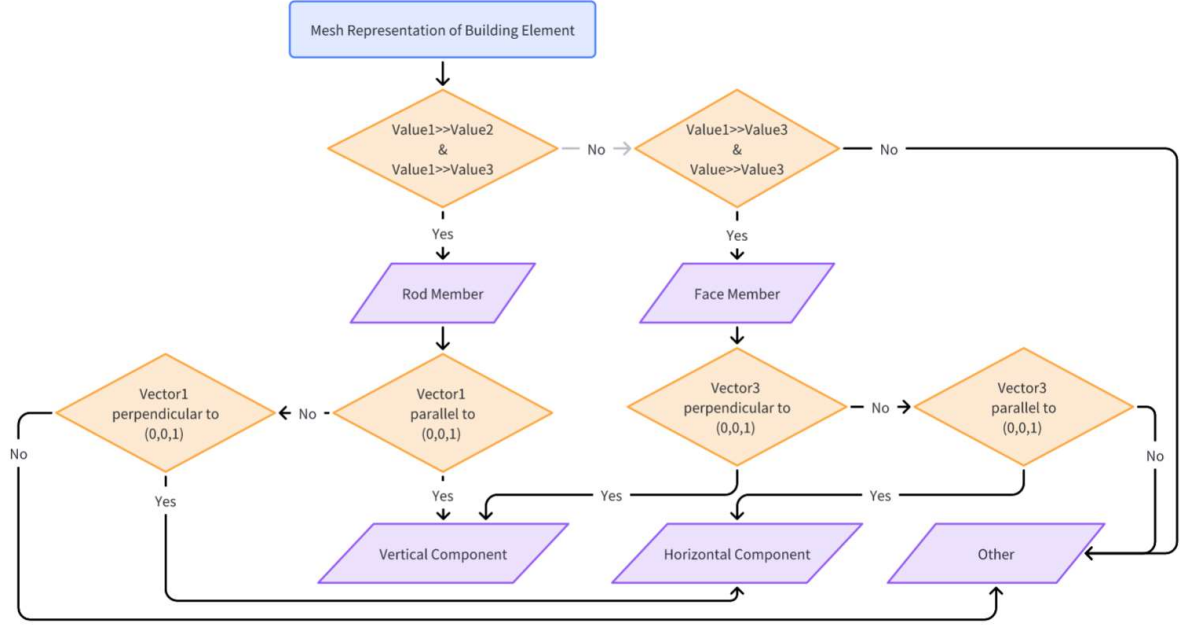 Mesh Representation of Building Element
Value1>>Value2
&
Value1>>Value3
No
Value1>>Value3
&
Value>>Value3
No
Yes
Yes
Rod Member
Face Member
Vector1
perpendicular to
(0,0,1)
No
Vector1
parallel to
(0,0,1)
Vector3
perpendicular to
(0,0,1)
No
Vector3
parallel to
(0,0,1)
No
No
Yes
Yes
Yes
Yes
Vertical Component
Horizontal Component
Other